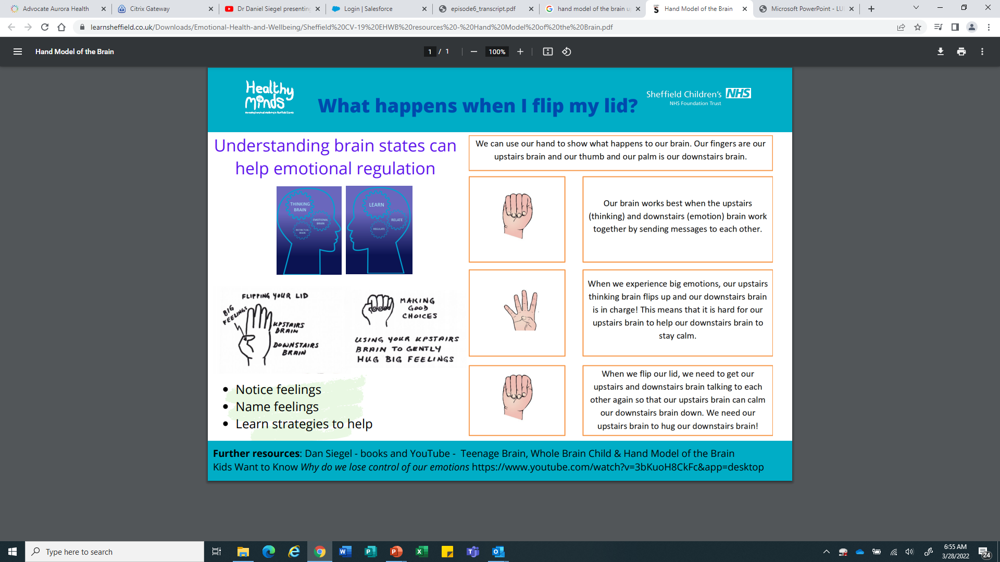 Advocate Aurora Health
Citrix Gateway
Dr Daniel Siegel presenting
Login | Salesforce
episode6_transcript.pdf
hand model of the brain u
Hand Model of the Brain
Microsoft PowerPoint - LU
learnsheffield.co.uk/Downloads/Emotional-Health-and-Wellbeing/Sheffield%20CV-19%20EHWB%20resources%20-%20Hand%20Model%20of%20the%20Brain.pdf
Hand Model of the Brain
1 / 1
100%
Healthy
Minds
What happens when I flip my lid?
Sheffield Children's NHS
NHS Foundation Trust
Understanding brain states can
help emotional regulation
THINKING
BRAIN
EMOTIONAL
BRAIN
INSTINCTUAL
BRAIN
LEARN
RELATE
REGULATE
FLIPPING YOUR LID
BIG
FEELINGS
UPSTAIRS
BRAIN
DOWNSTAIRS
BRAIN
MAKING
GOOD
CHOICES
USING YOUR UPSTAIRS
BRAIN TO GENTLY
HUG BIG FEELINGS
• Notice feelings
• Name feelings
• Learn strategies to help
We can use our hand to show what happens to our brain. Our fingers are our
upstairs brain and our thumb and our palm is our downstairs brain.
Our brain works best when the upstairs
(thinking) and downstairs (emotion) brain work
together by sending messages to each other.
When we experience big emotions, our upstairs
thinking brain flips up and our downstairs brain
is in charge! This means that it is hard for our
upstairs brain to help our downstairs brain to
stay calm.
When we flip our lid, we need to get our
upstairs and downstairs brain talking to each
other again so that our upstairs brain can calm
our downstairs brain down. We need our
upstairs brain to hug our downstairs brain!
Further resources: Dan Siegel - books and YouTube - Teenage Brain, Whole Brain Child & Hand Model of the Brain
Kids Want to Know Why do we lose control of our emotions https://www.youtube.com/watch?v=3bKuoH8CkFc&app=desktop
Type here to search
6:55 AM
3/28/2022
24